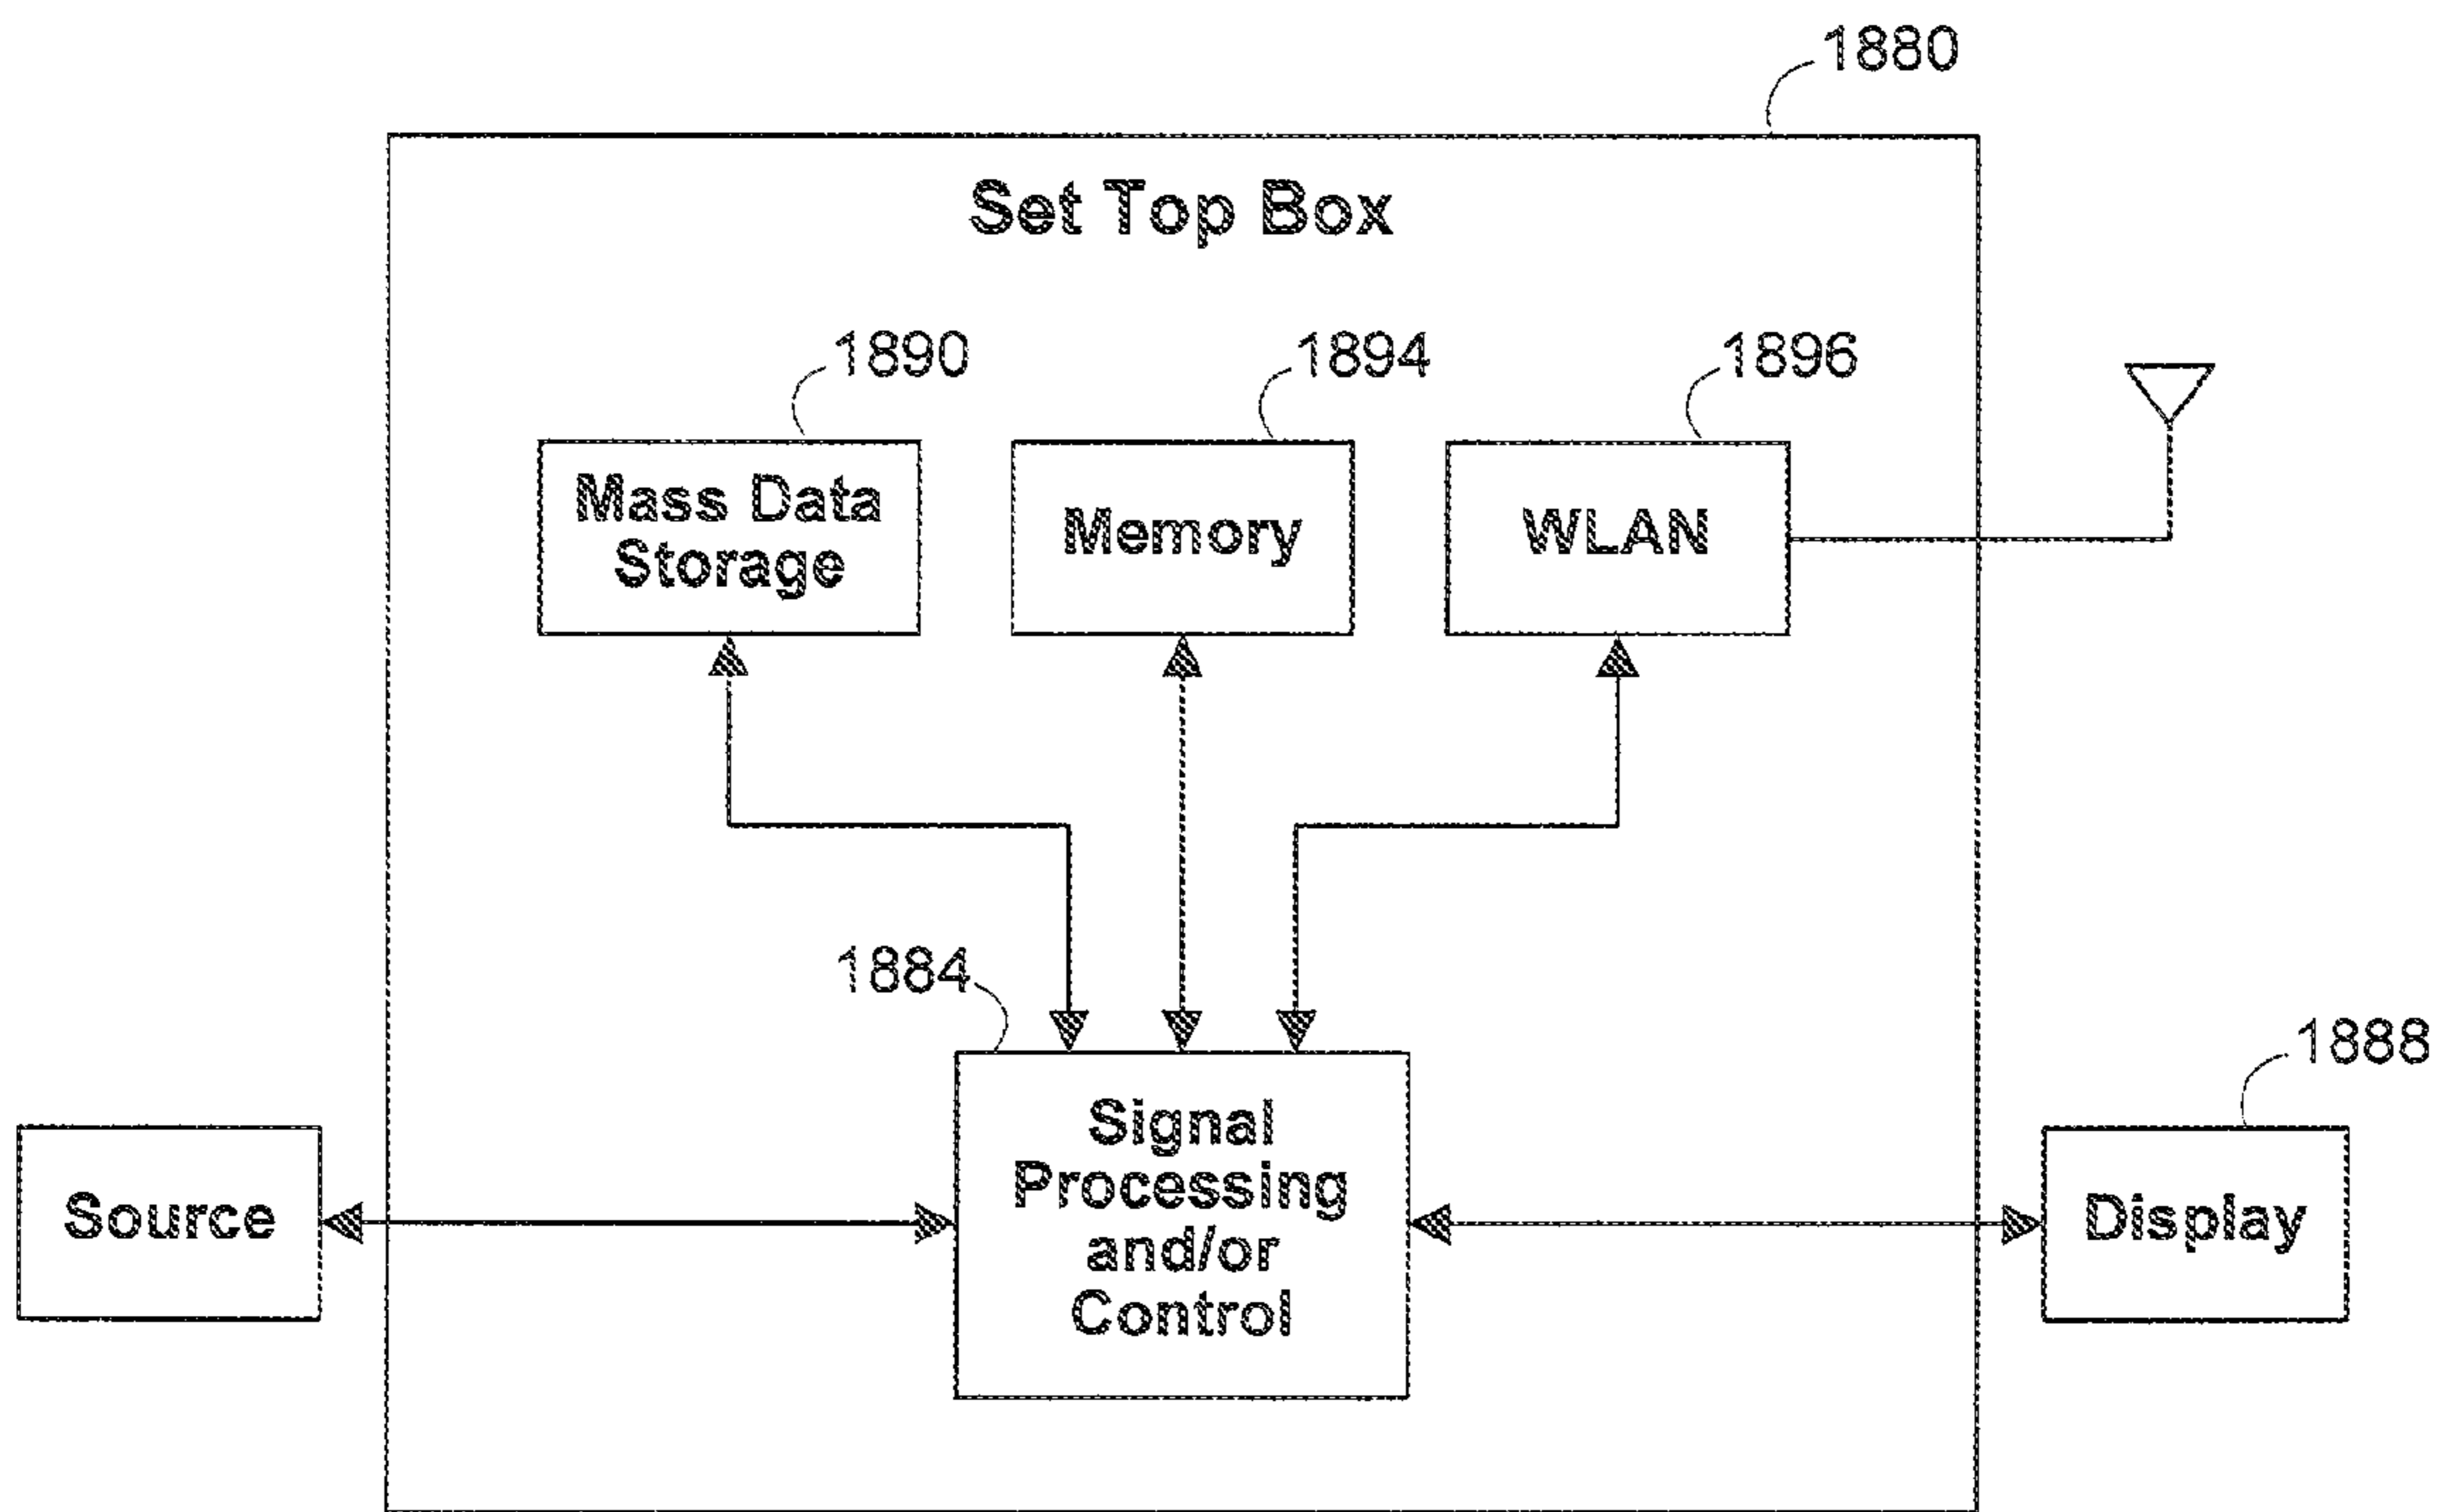 1880
Set Top Box
1890
1894
1896
Mass Data
Storage
Memory
WLAN
1884
1888
Signal
Processing
and/or
Control
Source
Display